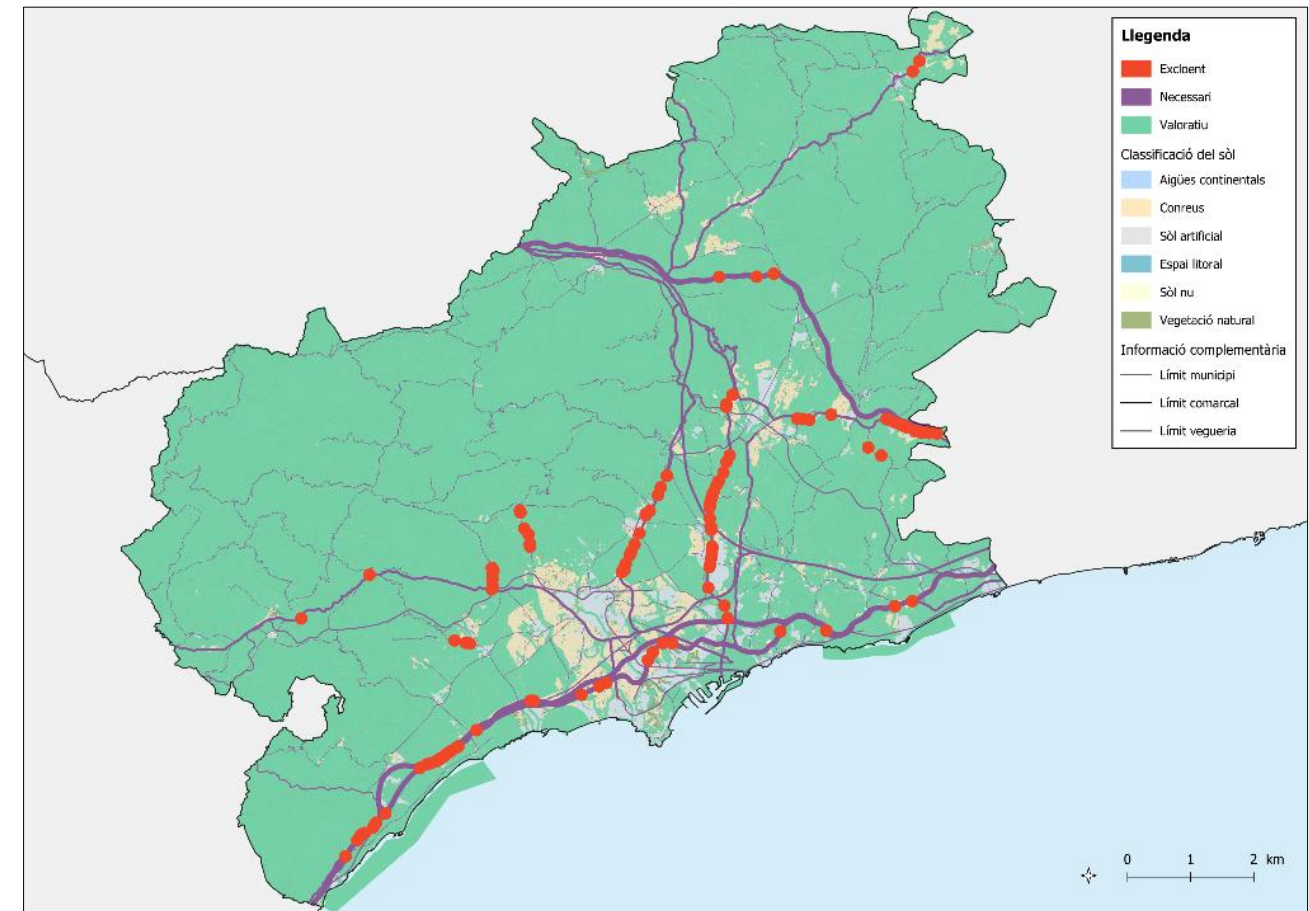 Llegenda
Excloent
Necessari
Valoratiu
Classificació del sòl
Aigües continentals
Conreus
Sòl artificial
Espai litoral
Sòl nu
Vegetació natural
Informació complementària
Límit municipi
Límit comarcal
Límit vegueria
0 1 2 km